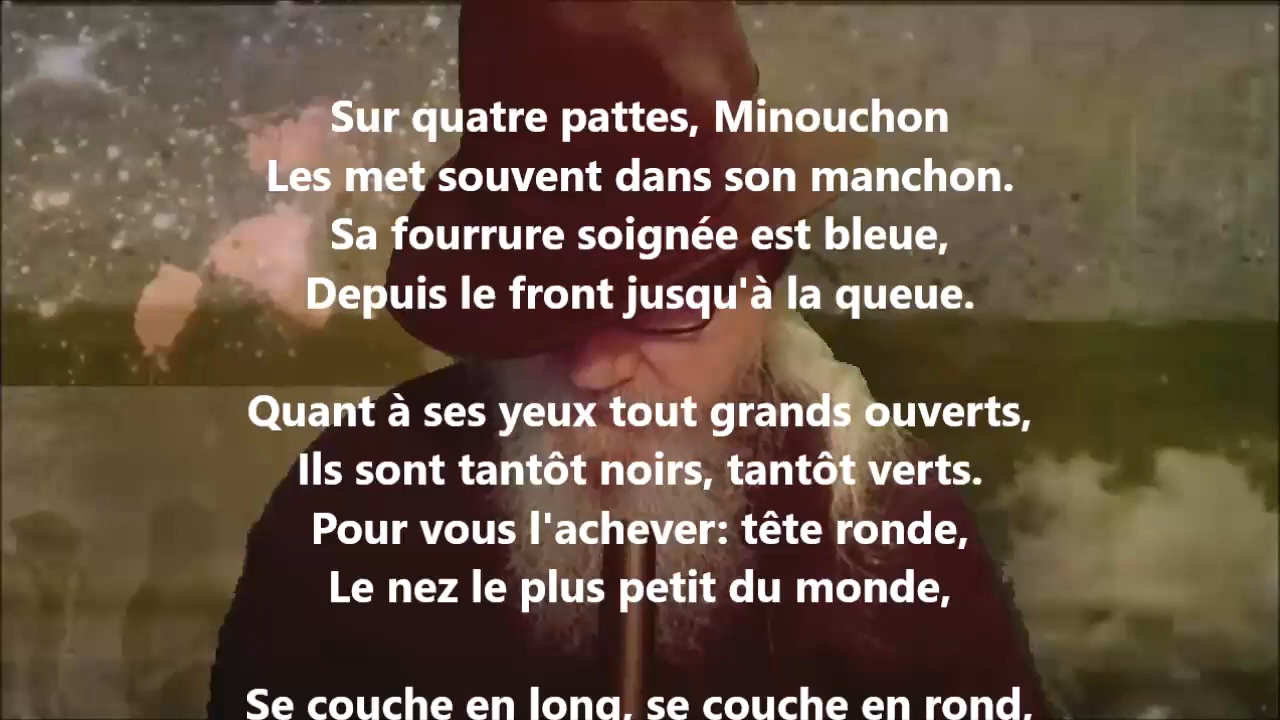 Sur quatre pattes, Minouchon
Les met souvent dans son manchon.
Sa fourrure soignée est bleue,
Depuis le front jusqu'à la queue.
Quant à ses yeux tout grands ouverts,
Ils sont tantôt noirs, tantôt verts.
Pour vous l'achever: tête ronde,
Le nez le plus petit du monde,
Se couche en long, se couche en rond,